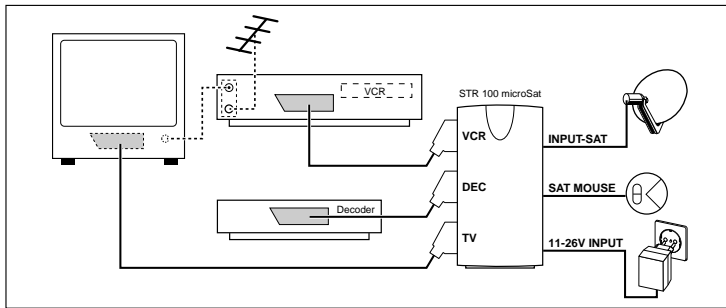 VCR
STR 100 microSat
VCR
INPUT-SAT
DEC
SAT MOUSE
Decoder
TV
11-26V INPUT